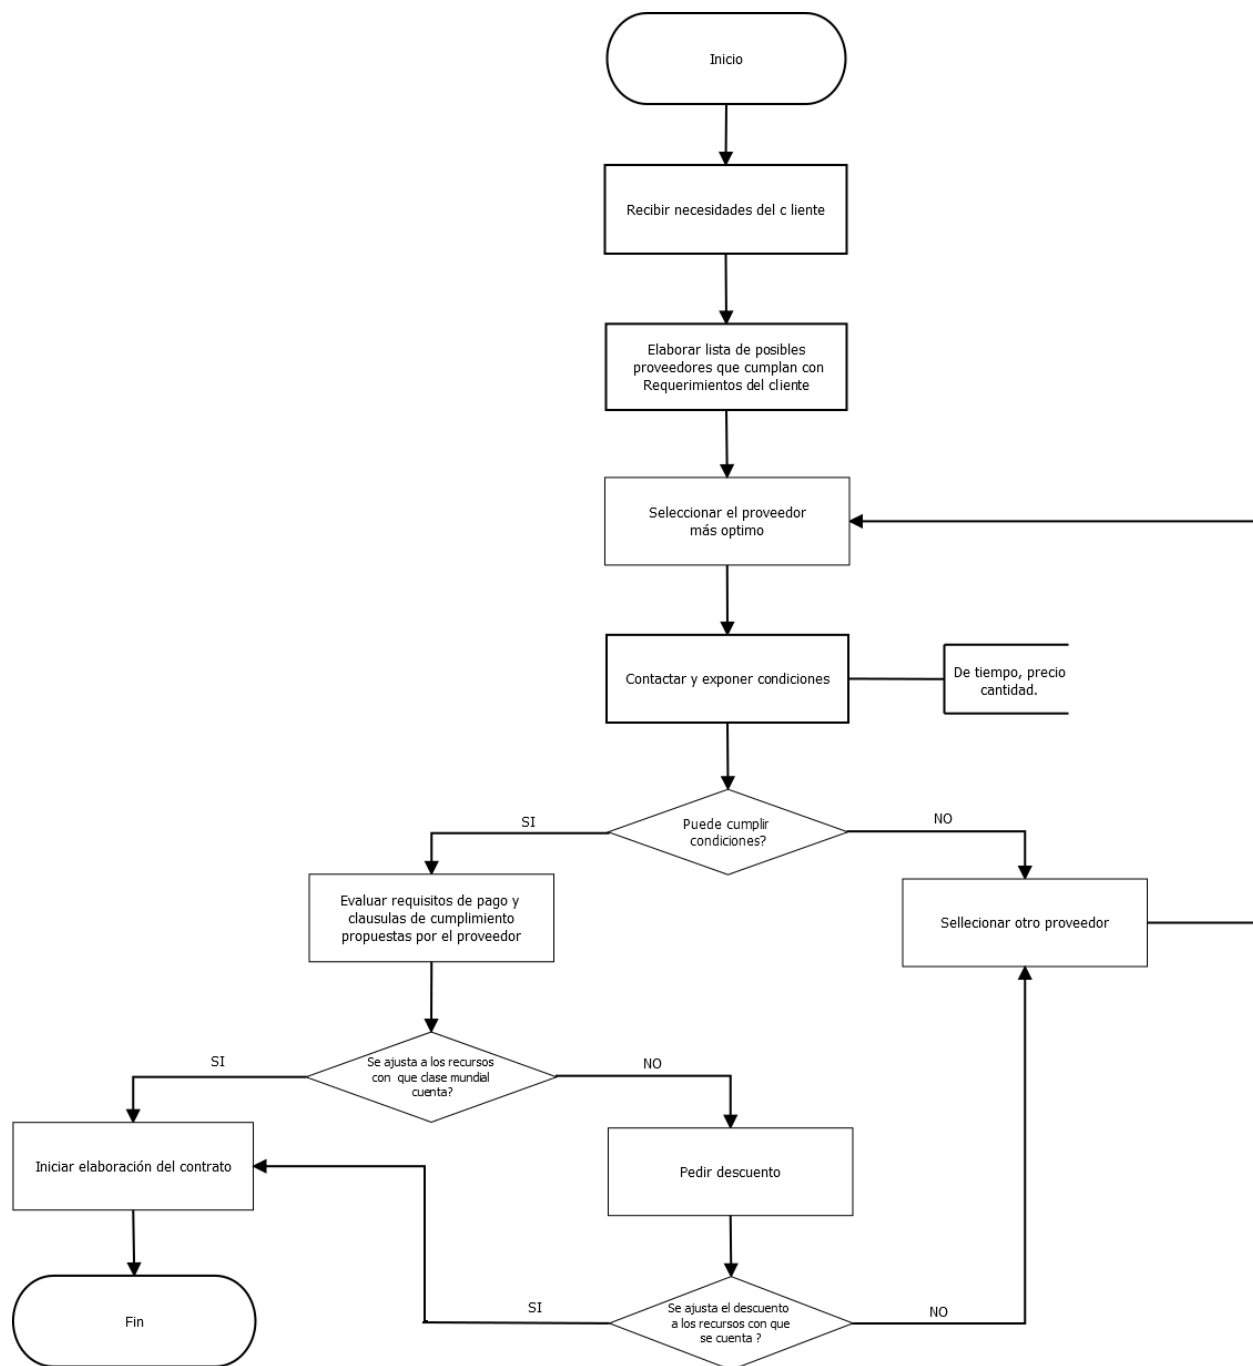 Inicio
Recibir necesidades del c liente
Elaborar lista de posibles
proveedores que cumplan con
Requerimientos del cliente
Seleccionar el proveedor
más optimo
Contactar y exponer condiciones
De tiempo, precio
cantidad.
Puede cumplir
condiciones?
SI
NO
Evaluar requisitos de pago y
clausulas de cumplimiento
propuestas por el proveedor
Sellecionar otro proveedor
Se ajusta a los recursos
con que clase mundial
cuenta?
SI
NO
Iniciar elaboración del contrato
Pedir descuento
Se ajusta el descuento
a los recursos con que
se cuenta ?
SI
NO
Fin